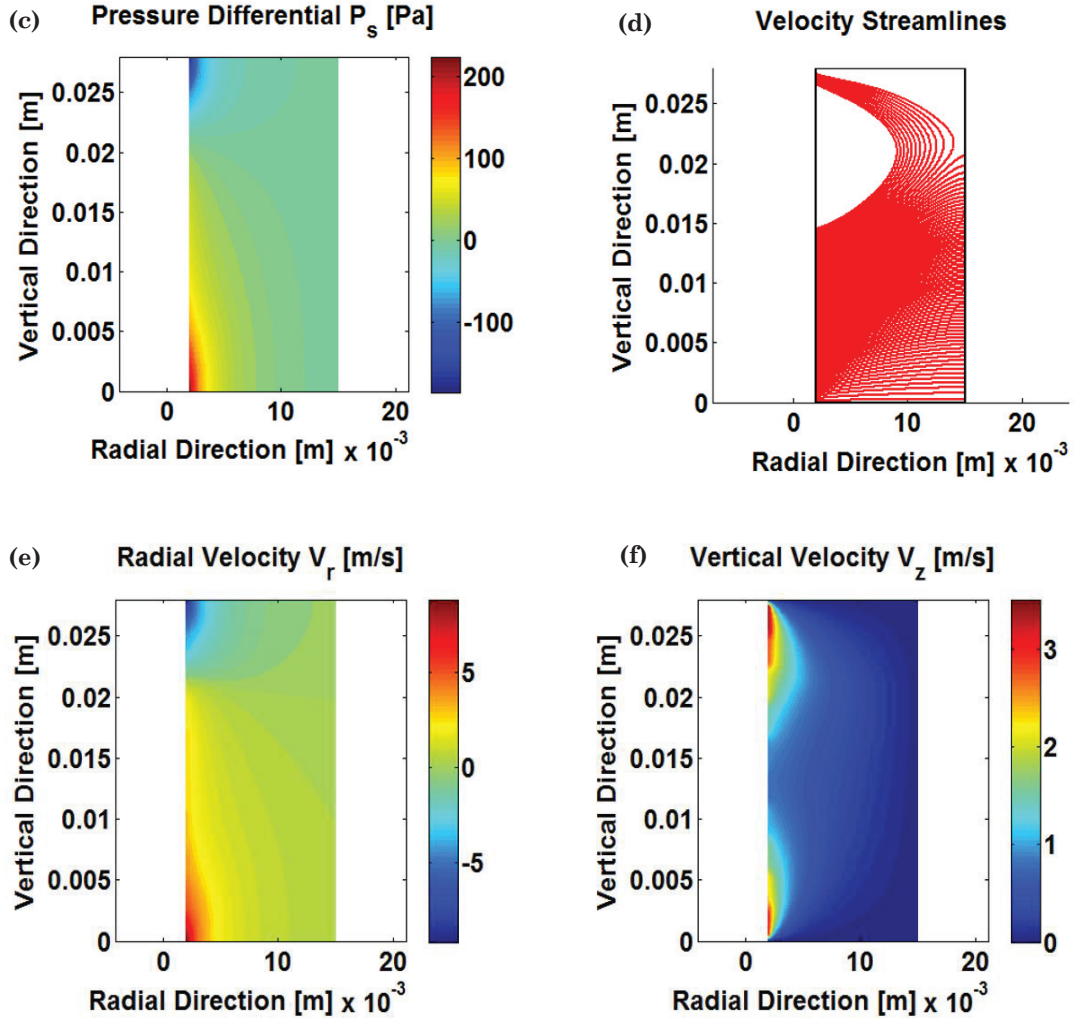 (c)
Pressure Differential P_s [Pa]
0.025
0.02
0.015
0.01
0.005
0
Vertical Direction [m]
0 10 20
Radial Direction [m] x 10^-3
200
100
0
-100
(d)
Velocity Streamlines
0.025
0.02
0.015
0.01
0.005
0
Vertical Direction [m]
0 10 20
Radial Direction [m] x 10^-3
(e)
Radial Velocity V_r [m/s]
0.025
0.02
0.015
0.01
0.005
0
Vertical Direction [m]
0 10 20
Radial Direction [m] x 10^-3
5
0
-5
(f)
Vertical Velocity V_z [m/s]
0.025
0.02
0.015
0.01
0.005
0
Vertical Direction [m]
0 10 20
Radial Direction [m] x 10^-3
3
2
1
0